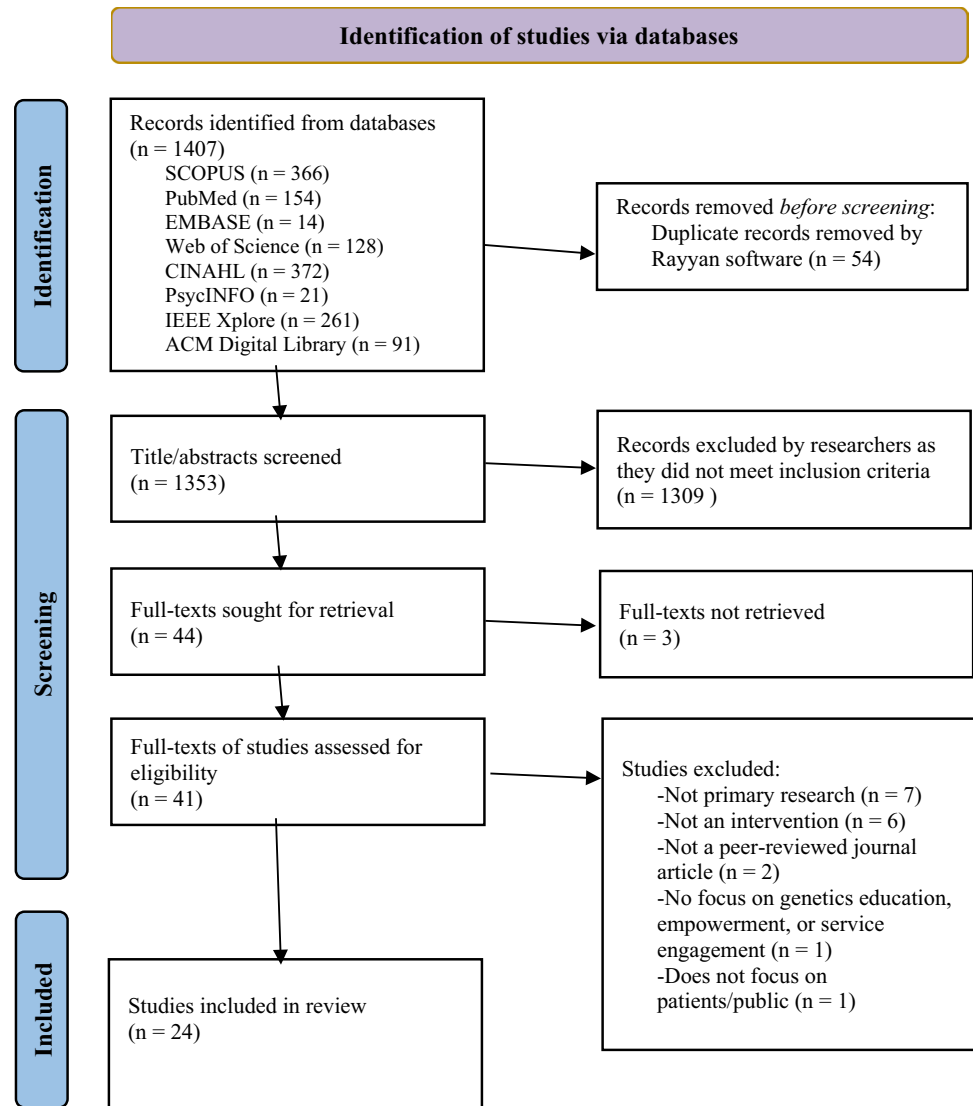 Identification of studies via databases
Identification
Records identified from databases
(n = 1407)
SCOPUS (n = 366)
PubMed (n = 154)
EMBASE (n = 14)
Web of Science (n = 128)
CINAHL (n = 372)
PsycINFO (n = 21)
IEEE Xplore (n = 261)
ACM Digital Library (n = 91)
Records removed before screening:
Duplicate records removed by
Rayyan software (n = 54)
Screening
Title/abstracts screened
(n = 1353)
Records excluded by researchers as
they did not meet inclusion criteria
(n = 1309 )
Full-texts sought for retrieval
(n = 44)
Full-texts not retrieved
(n = 3)
Full-texts of studies assessed for
eligibility
(n = 41)
Studies excluded:
-Not primary research (n = 7)
-Not an intervention (n = 6)
-Not a peer-reviewed journal
article (n = 2)
-No focus on genetics education,
empowerment, or service
engagement (n = 1)
-Does not focus on
patients/public (n = 1)
Included
Studies included in review
(n = 24)